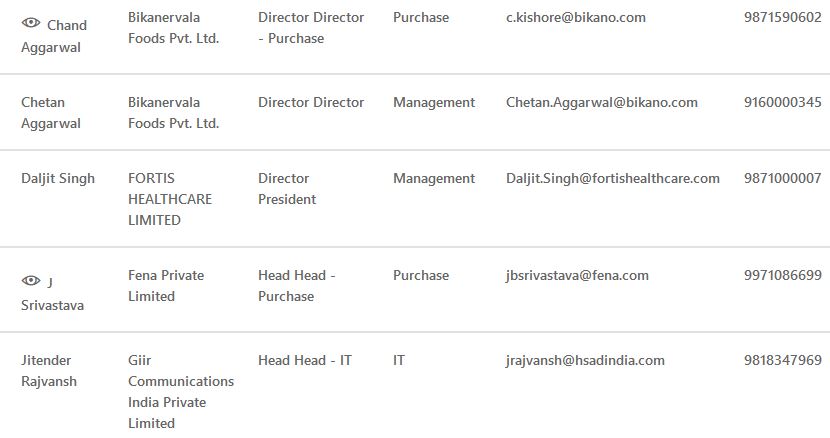 Chand Aggarwal Bikanervala Foods Pvt. Ltd. Director Director - Purchase Purchase c.kishore@bikano.com 9871590602
Chetan Aggarwal Bikanervala Foods Pvt. Ltd. Director Director Management Chetan.Aggarwal@bikano.com 9160000345
Daljit Singh FORTIS HEALTHCARE LIMITED Director President Management Daljit.Singh@fortishealthcare.com 9871000007
J Srivastava Fena Private Limited Head Head - Purchase Purchase jbsrivastava@fena.com 9971086699
Jitender Rajvansh Giir Communications India Private Limited Head Head - IT IT jrajvansh@hsadindia.com 9818347969